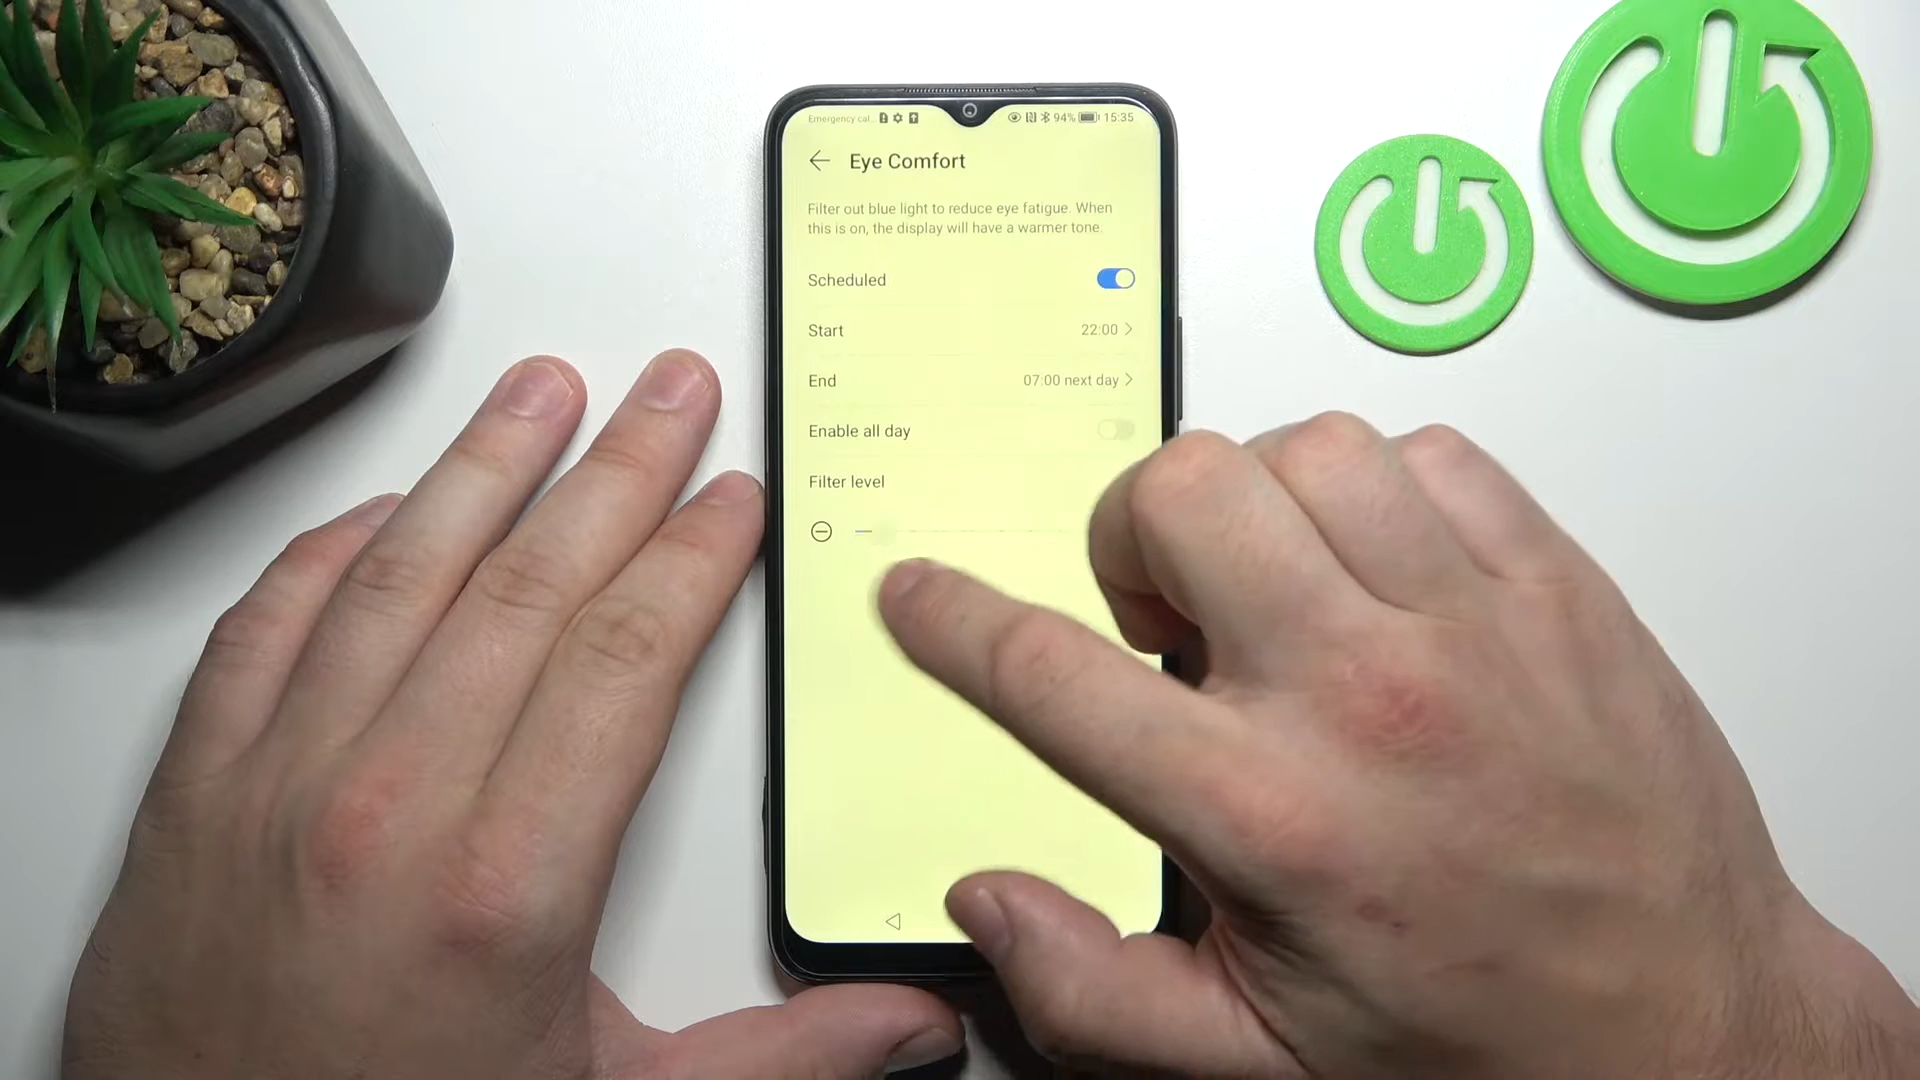 Emergency cal... 94% 15:35
Eye Comfort
Filter out blue light to reduce eye fatigue. When
this is on, the display will have a warmer tone.
Scheduled
Start 22:00
End 07:00 next day
Enable all day
Filter level